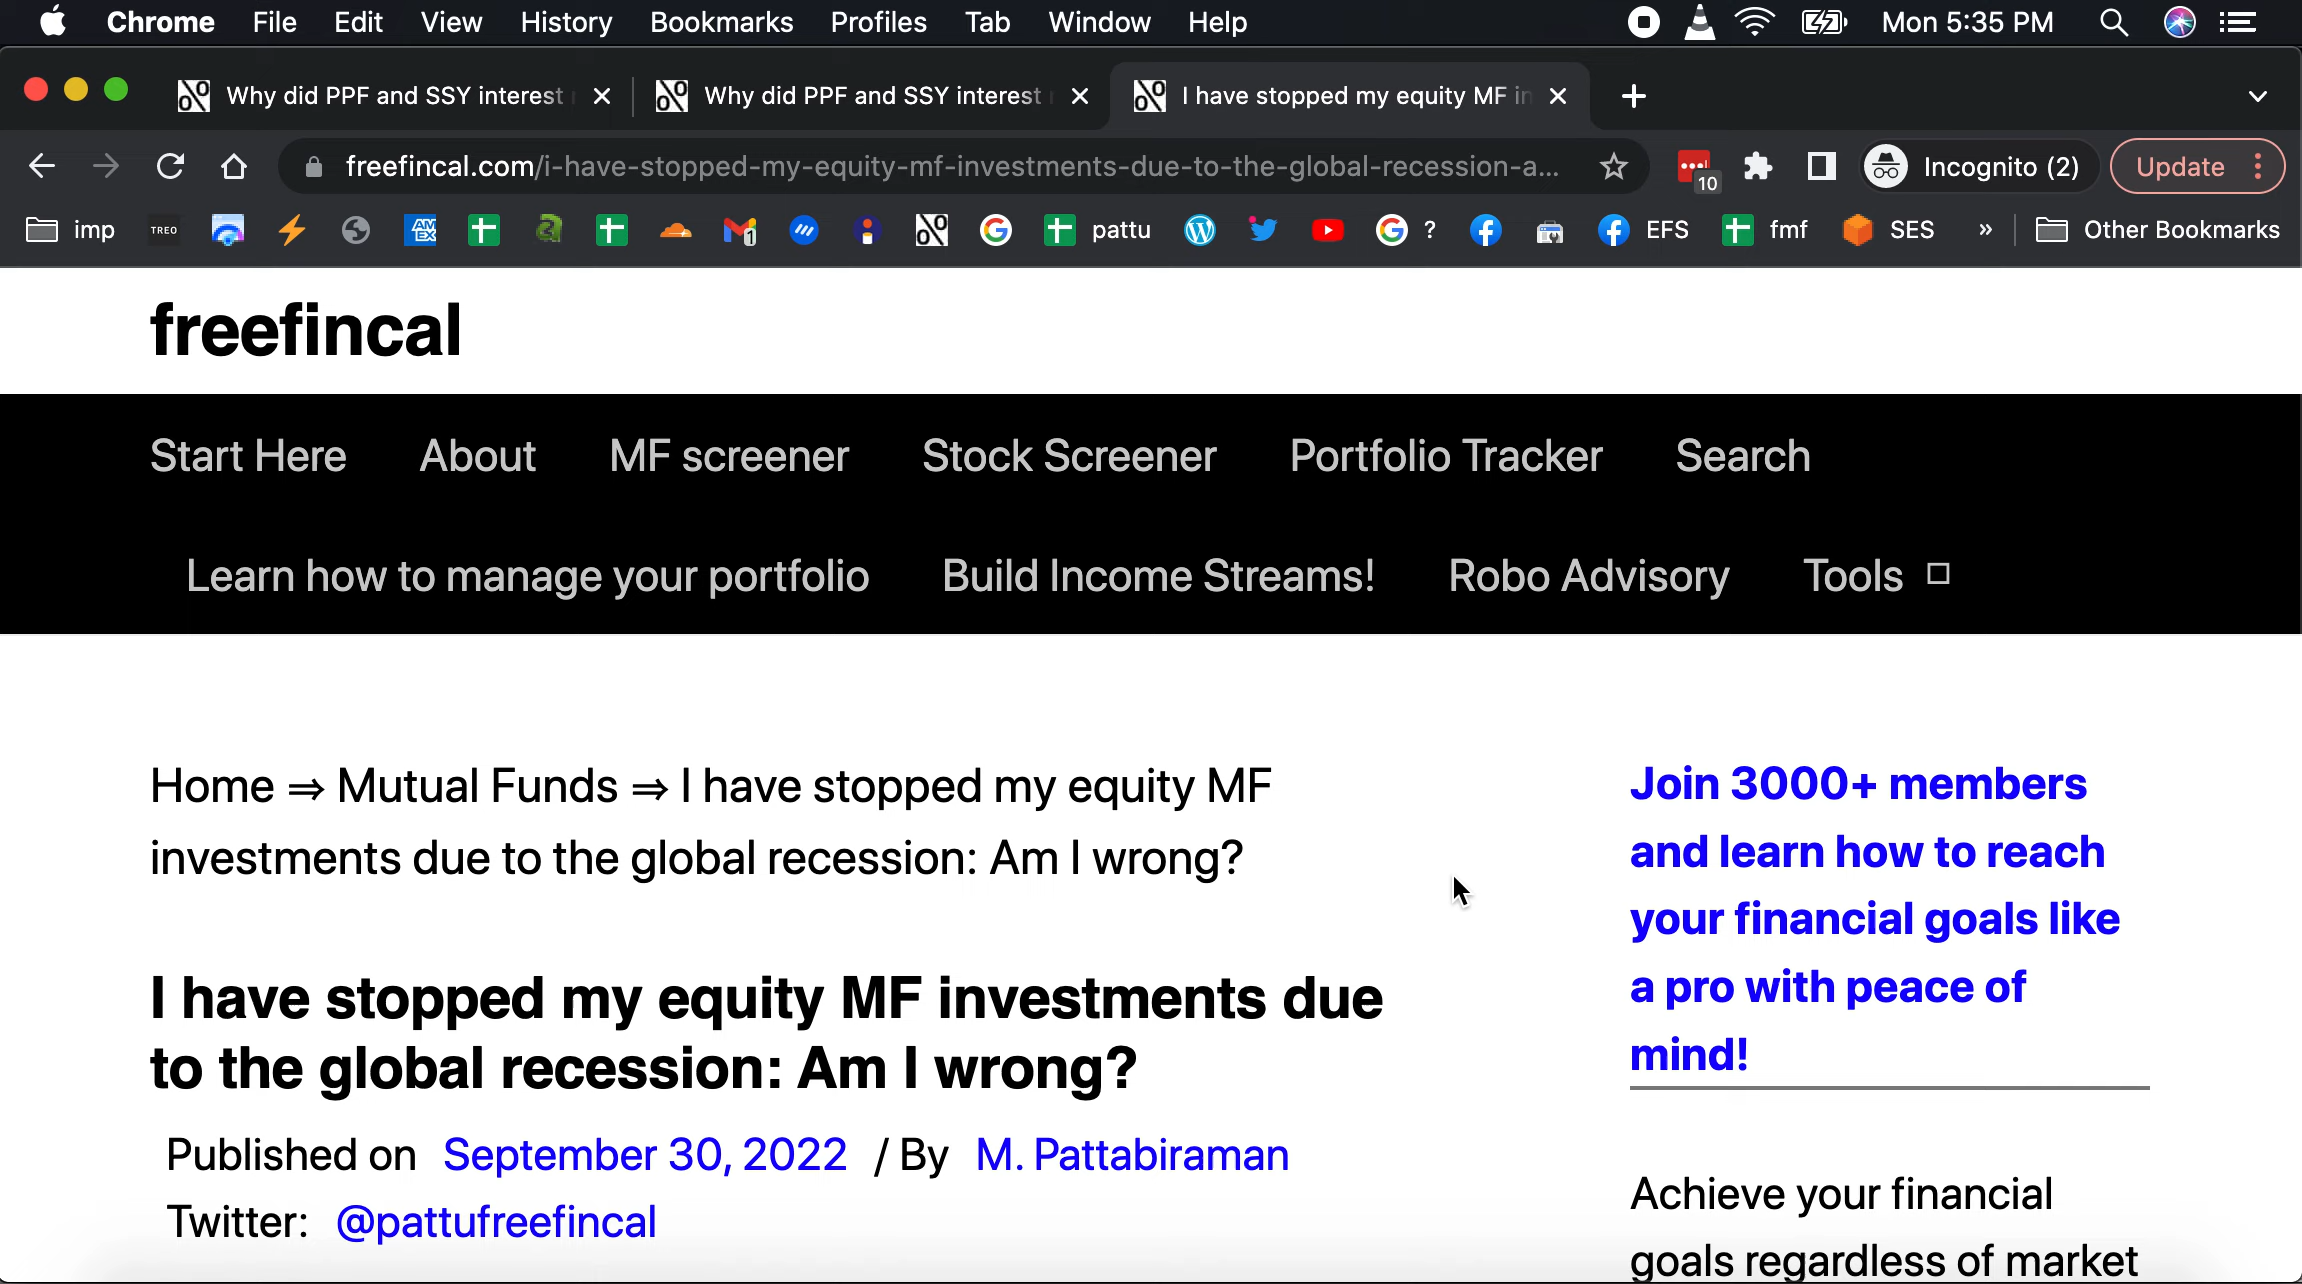 Chrome File Edit View History Bookmarks Profiles Tab Window Help Mon 5:35 PM
Why did PPF and SSY interest Why did PPF and SSY interest I have stopped my equity MF in
freefincal.com/i-have-stopped-my-equity-mf-investments-due-to-the-global-recession-a... 10 Incognito (2) Update
imp TREO AM EX 1 pattu ? EFS fmf SES » Other Bookmarks
freefincal
Start Here About MF screener Stock Screener Portfolio Tracker Search
Learn how to manage your portfolio Build Income Streams! Robo Advisory Tools
Home ⇒ Mutual Funds ⇒ I have stopped my equity MF
investments due to the global recession: Am I wrong?
I have stopped my equity MF investments due
to the global recession: Am I wrong?
Published on September 30, 2022 / By M. Pattabiraman
Twitter: @pattufreefincal
Join 3000+ members
and learn how to reach
your financial goals like
a pro with peace of
mind!
Achieve your financial
goals regardless of market